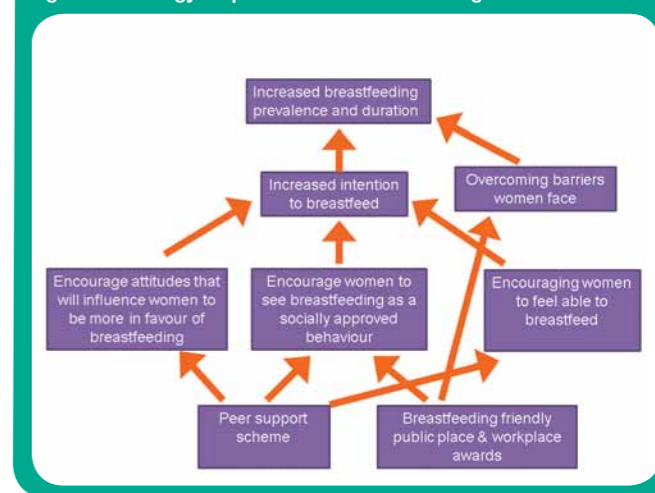 Increased breastfeeding
prevalence and duration
Increased intention
to breastfeed
Overcoming barriers
women face
Encourage attitudes that
will influence women to
be more in favour of
breastfeeding
Encourage women to
see breastfeeding as a
socially approved
behaviour
Encouraging women
to feel able to
breastfeed
Peer support
scheme
Breastfeeding friendly
public place & workplace
awards